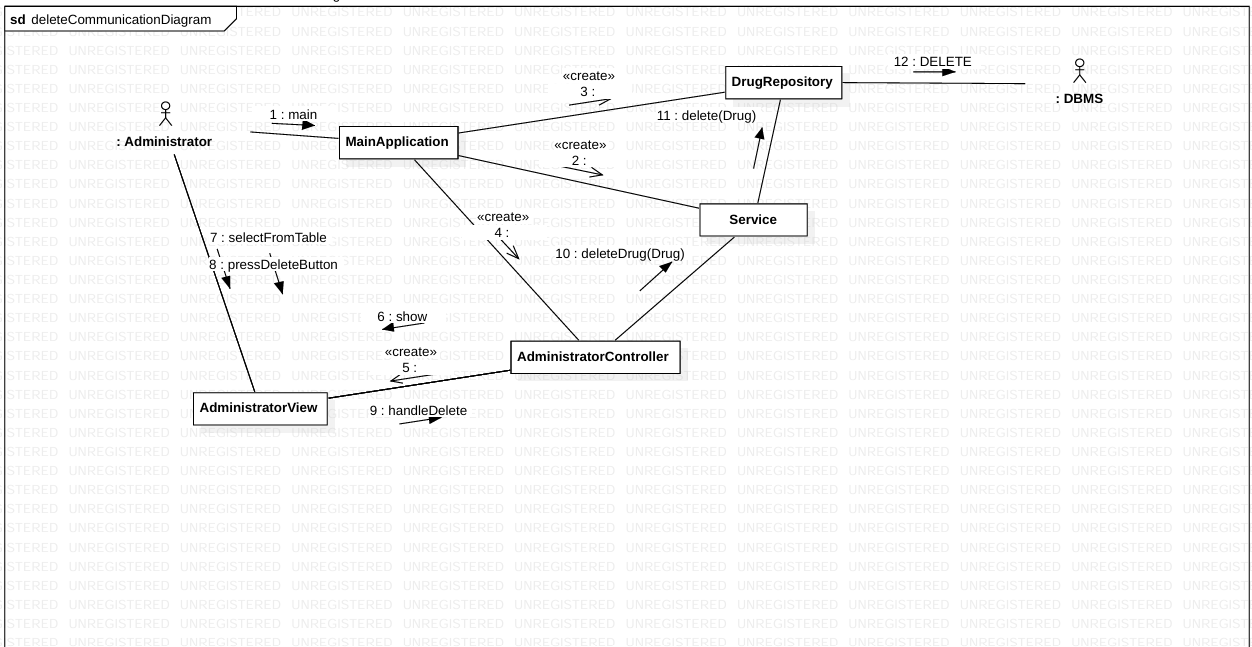 sd deleteCommunicationDiagram
12 : DELETE
«create»
3 :
DrugRepository
: DBMS
1 : main
11 : delete(Drug)
: Administrator
MainApplication
«create»
2 :
«create»
4 :
Service
7 : selectFromTable
10 : deleteDrug(Drug)
8 : pressDeleteButton
6 : show
«create»
5 :
AdministratorController
AdministratorView
9 : handleDelete
UNREGISTERED